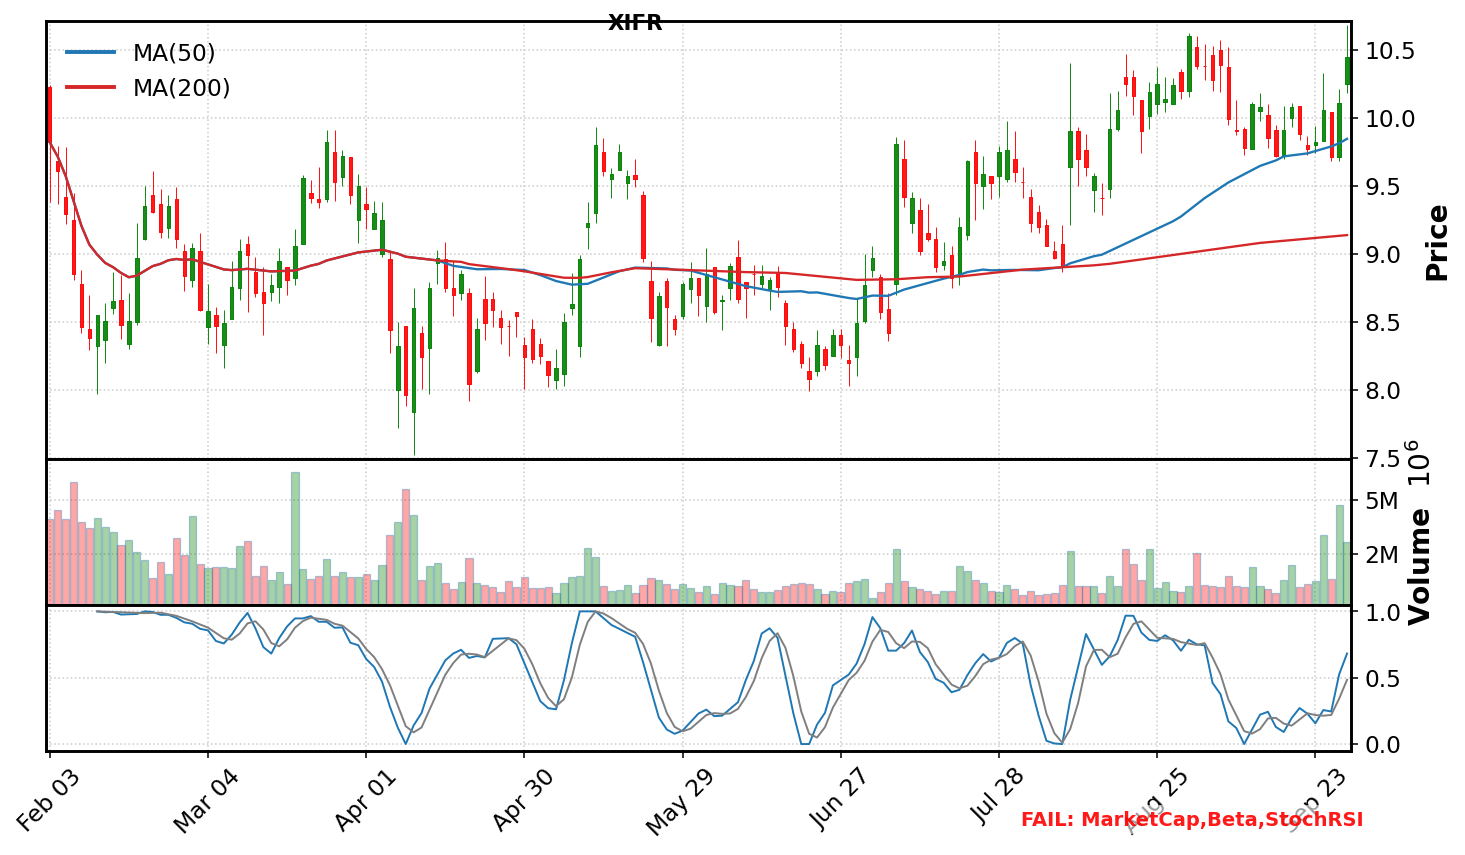 XIFR
MA(50)
MA(200)
10.5
10.0
9.5
9.0
8.5
8.0
7.5
Price
5M
2M
Volume 10^6
1.0
0.5
0.0
Feb 03
Mar 04
Apr 01
Apr 30
May 29
Jun 27
Jul 28
Aug 25
Sep 23
FAIL: MarketCap,Beta,StochRSI